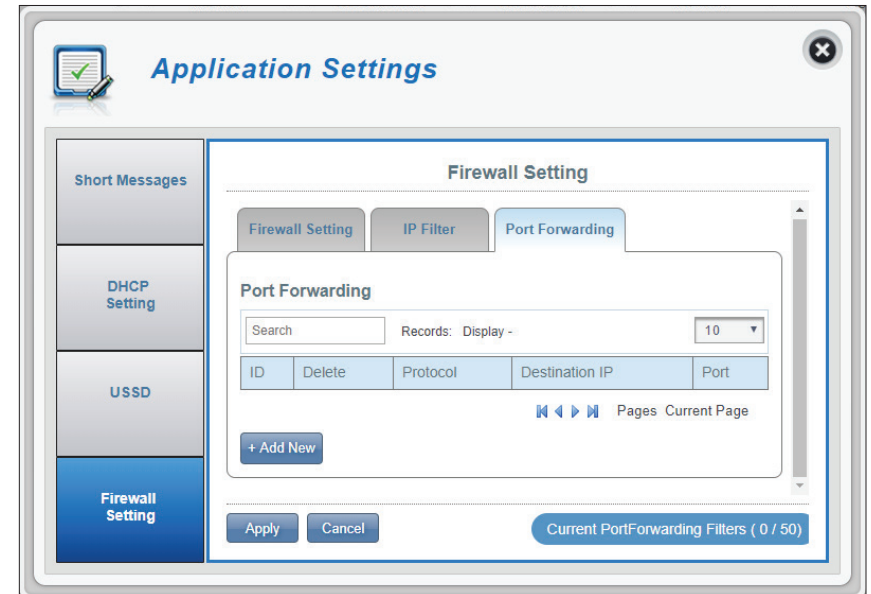 Application Settings
Short Messages
DHCP
Setting
USSD
Firewall
Setting
Firewall Setting
Firewall Setting IP Filter Port Forwarding
Port Forwarding
Search Records: Display - 10
ID Delete Protocol Destination IP Port
Pages Current Page
+ Add New
Apply Cancel Current PortForwarding Filters ( 0 / 50)